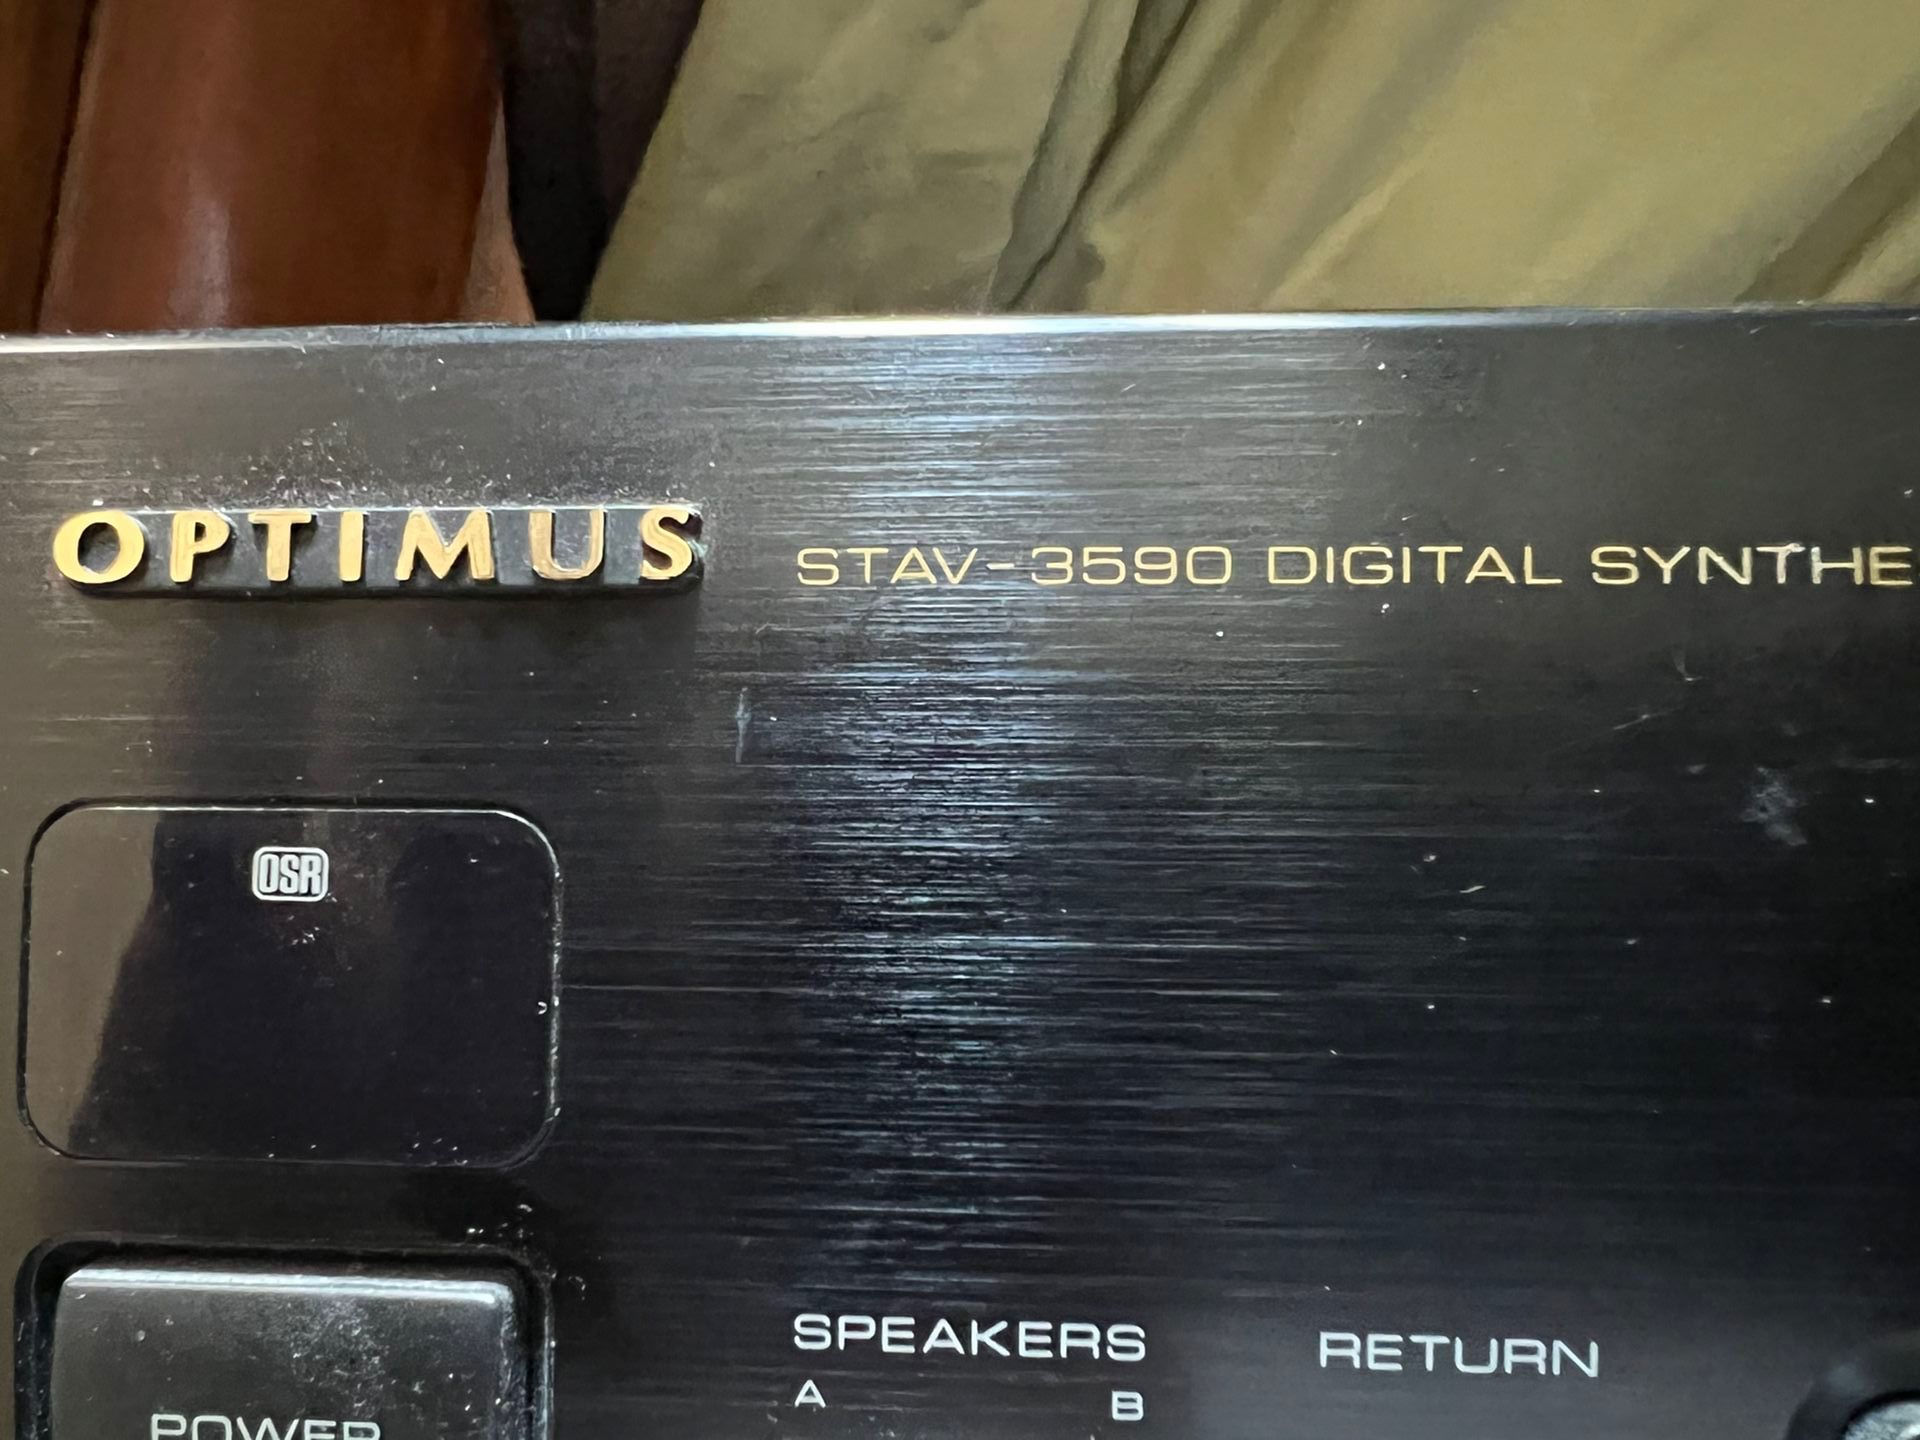 OPTIMUS STAV-3590 DIGITAL SYNTHE
OSR
SPEAKERS RETURN
A B
POWER